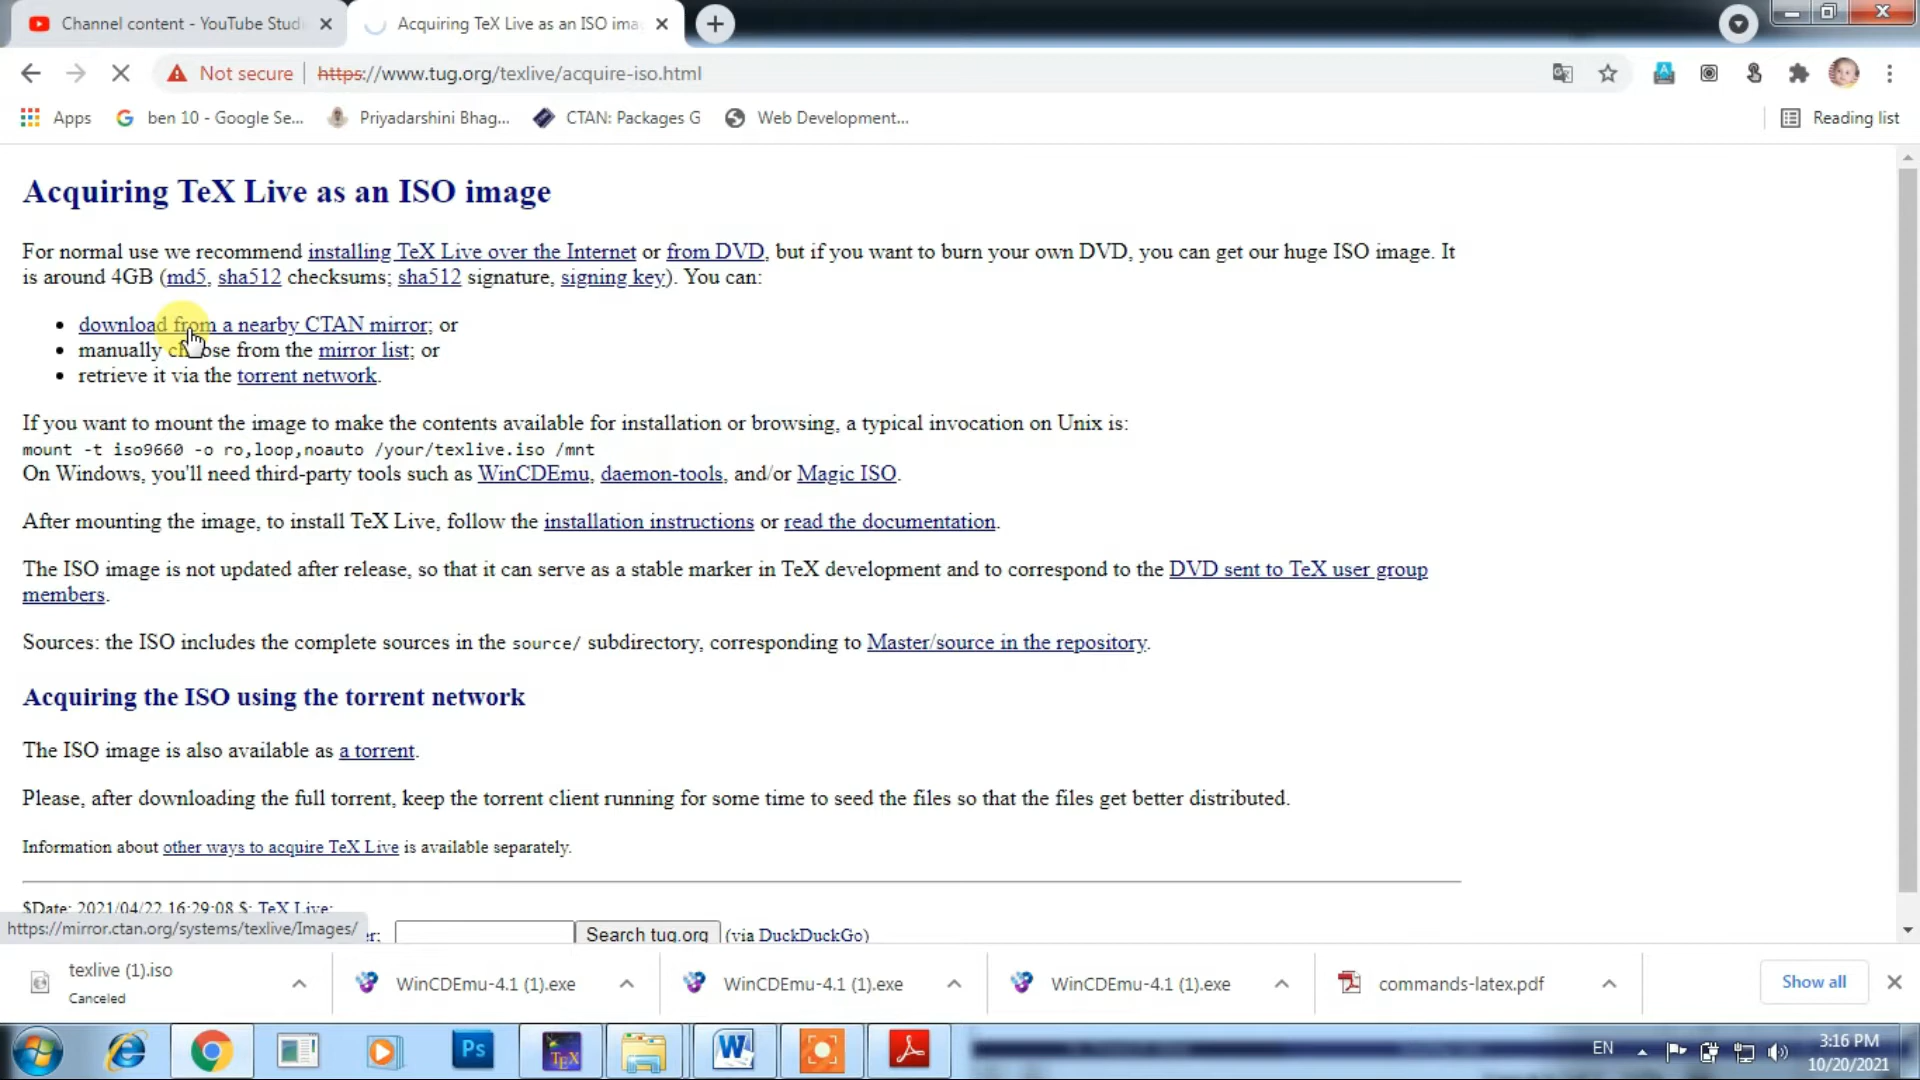 Channel content - YouTube Studi
Acquiring TeX Live as an ISO ima
Not secure https://www.tug.org/texlive/acquire-iso.html
Apps
ben 10 - Google Se...
Priyadarshini Bhag...
CTAN: Packages G
Web Development...
Reading list
Acquiring TeX Live as an ISO image
For normal use we recommend installing TeX Live over the Internet or from DVD, but if you want to burn your own DVD, you can get our huge ISO image. It
is around 4GB (md5, sha512 checksums; sha512 signature, signing key). You can:
• download from a nearby CTAN mirror; or
• manually choose from the mirror list; or
• retrieve it via the torrent network.
If you want to mount the image to make the contents available for installation or browsing, a typical invocation on Unix is:
mount -t iso9660 -o ro,loop,noauto /your/texlive.iso /mnt
On Windows, you'll need third-party tools such as WinCDEmu, daemon-tools, and/or Magic ISO.
After mounting the image, to install TeX Live, follow the installation instructions or read the documentation.
The ISO image is not updated after release, so that it can serve as a stable marker in TeX development and to correspond to the DVD sent to TeX user group
members.
Sources: the ISO includes the complete sources in the source/ subdirectory, corresponding to Master/source in the repository.
Acquiring the ISO using the torrent network
The ISO image is also available as a torrent.
Please, after downloading the full torrent, keep the torrent client running for some time to seed the files so that the files get better distributed.
Information about other ways to acquire TeX Live is available separately.
$Date: 2021/04/22 16:29:08 $; TeX Live;
https://mirror.ctan.org/systems/texlive/Images/ er; Search tug.org (via DuckDuckGo)
texlive (1).iso
Canceled
WinCDEmu-4.1 (1).exe
WinCDEmu-4.1 (1).exe
WinCDEmu-4.1 (1).exe
commands-latex.pdf
Show all
Ps
TEX
W
EN
3:16 PM
10/20/2021